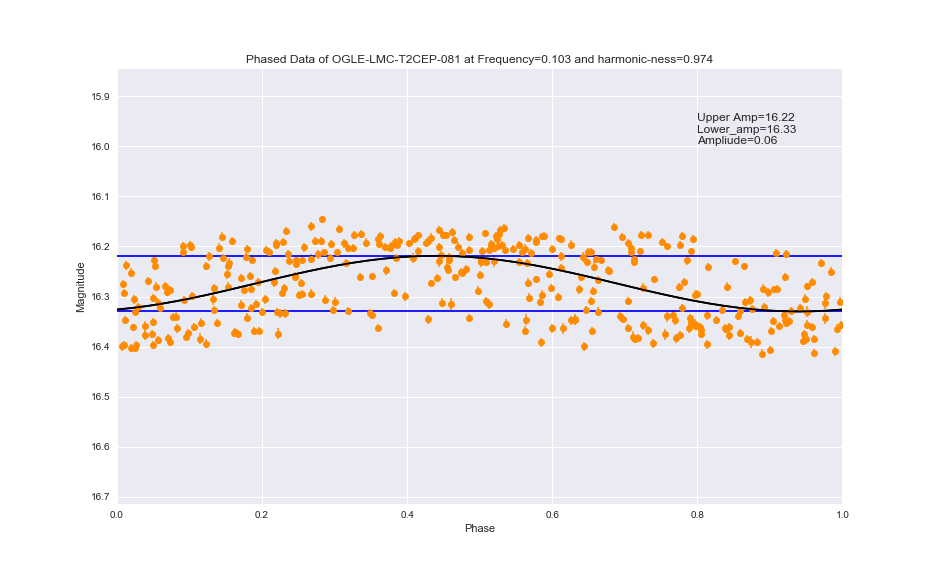 Phased Data of OGLE-LMC-T2CEP-081 at Frequency=0.103 and harmonic-ness=0.974
Upper Amp=16.22
Lower_amp=16.33
Ampliude=0.06
Magnitude
15.9
16.0
16.1
16.2
16.3
16.4
16.5
16.6
16.7
0.0
0.2
0.4
0.6
0.8
1.0
Phase